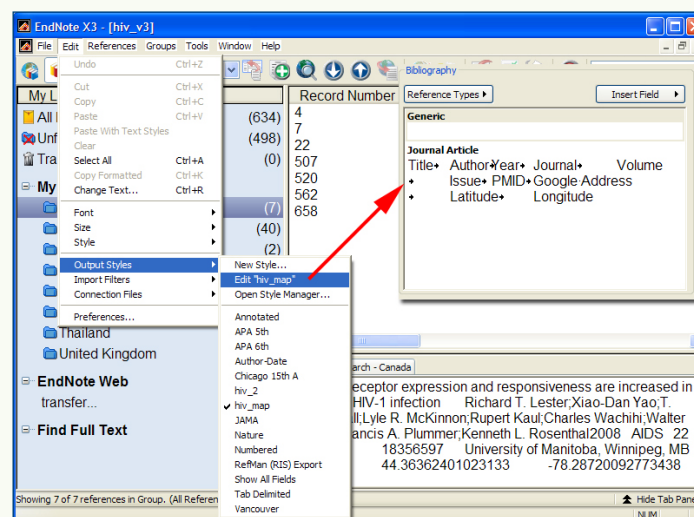 EndNote X3 - [hiv_v3]
File Edit References Groups Tools Window Help
Undo Ctrl+Z
Cut Ctrl+X
Copy Ctrl+C
Paste Ctrl+V
Paste With Text Styles
Clear
Select All Ctrl+A
Copy Formatted Ctrl+K
Change Text... Ctrl+R
Font
Size
Style
Output Styles
Import Filters
Connection Files
Preferences...
My L
All (634)
Unf (498)
Tra (0)
My
(7)
(40)
(2)
Thailand
United Kingdom
EndNote Web
transfer...
Find Full Text
New Style...
Edit "hiv_map"
Open Style Manager...
Annotated
APA 5th
APA 6th
Author-Date
Chicago 15th A
hiv_2
hiv_map
JAMA
Nature
Numbered
RefMan (RIS) Export
Show All Fields
Tab Delimited
Vancouver
Record Number
4
7
22
507
520
562
658
Bibliography
Reference Types Insert Field
Generic
Journal Article
Title Author Year Journal Volume
Issue PMID Google Address
Latitude Longitude
arch - Canada
eceptor expression and responsiveness are increased in
HIV-1 infection Richard T. Lester;Xiao-Dan Yao;T.
ll;Lyle R. McKinnon;Rupert Kaul;Charles Wachihi;Walter
ancis A. Plummer;Kenneth L. Rosenthal2008 AIDS 22
18356597 University of Manitoba, Winnipeg, MB
44.36362401023133 -78.28720092773438
Showing 7 of 7 references in Group. (All Referen
Hide Tab Pane
NUM